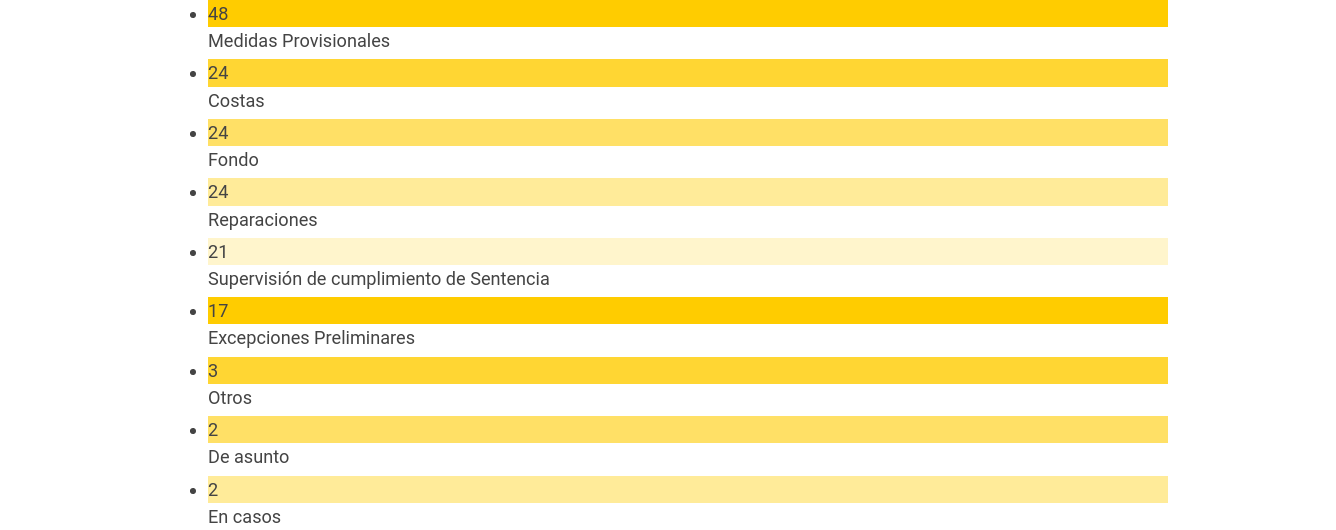 48
Medidas Provisionales
24
Costas
24
Fondo
24
Reparaciones
21
Supervisión de cumplimiento de Sentencia
17
Excepciones Preliminares
3
Otros
2
De asunto
2
En casos